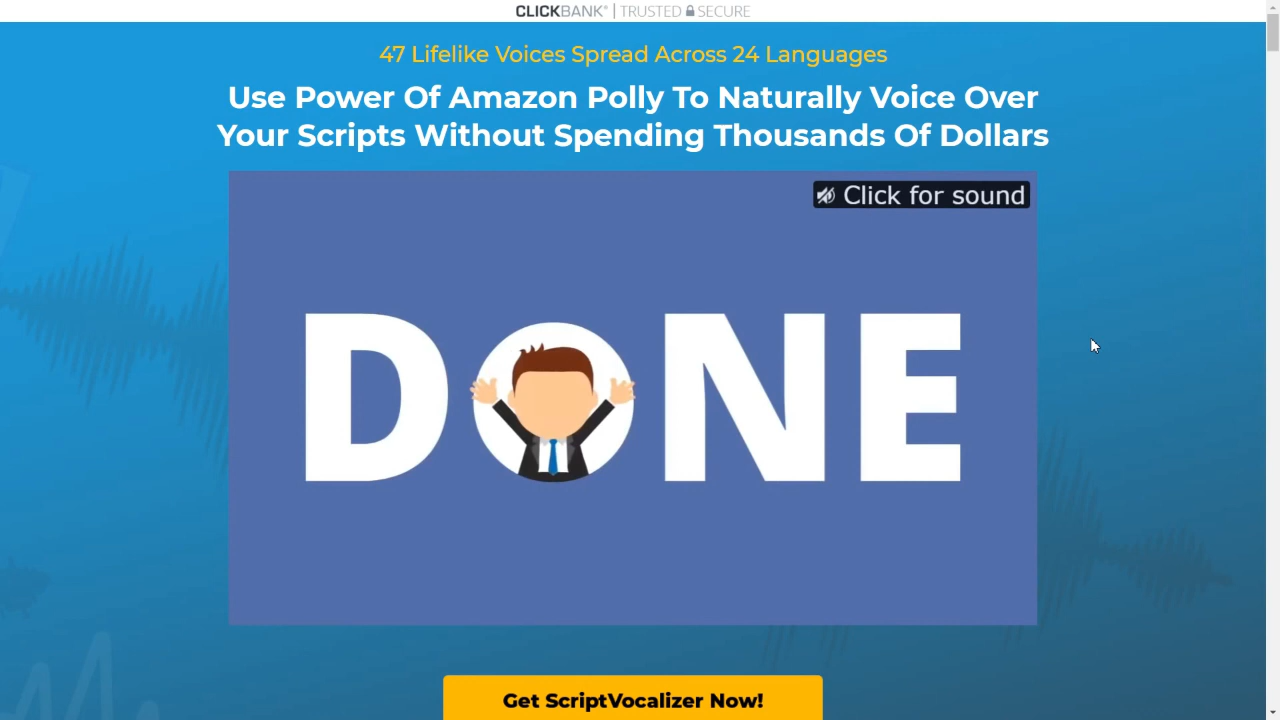 CLICKBANK® | TRUSTED SECURE
47 Lifelike Voices Spread Across 24 Languages
Use Power Of Amazon Polly To Naturally Voice Over
Your Scripts Without Spending Thousands Of Dollars
Click for sound
DONE
Get ScriptVocalizer Now!